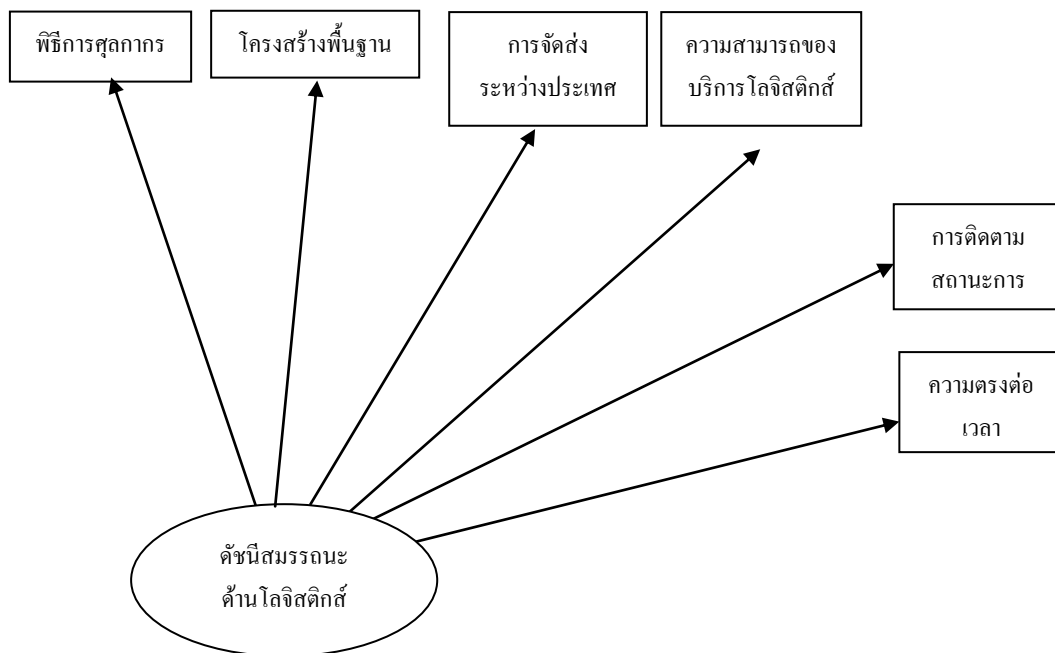 พิธีการศุลกากร
โครงสร้างพื้นฐาน
การจัดส่ง
ระหว่างประเทศ
ความสามารถของ
บริการโลจิสติกส์
การติดตาม
สถานะการ
ความตรงต่อ
เวลา
ดัชนีสมรรถนะ
ด้านโลจิสติกส์